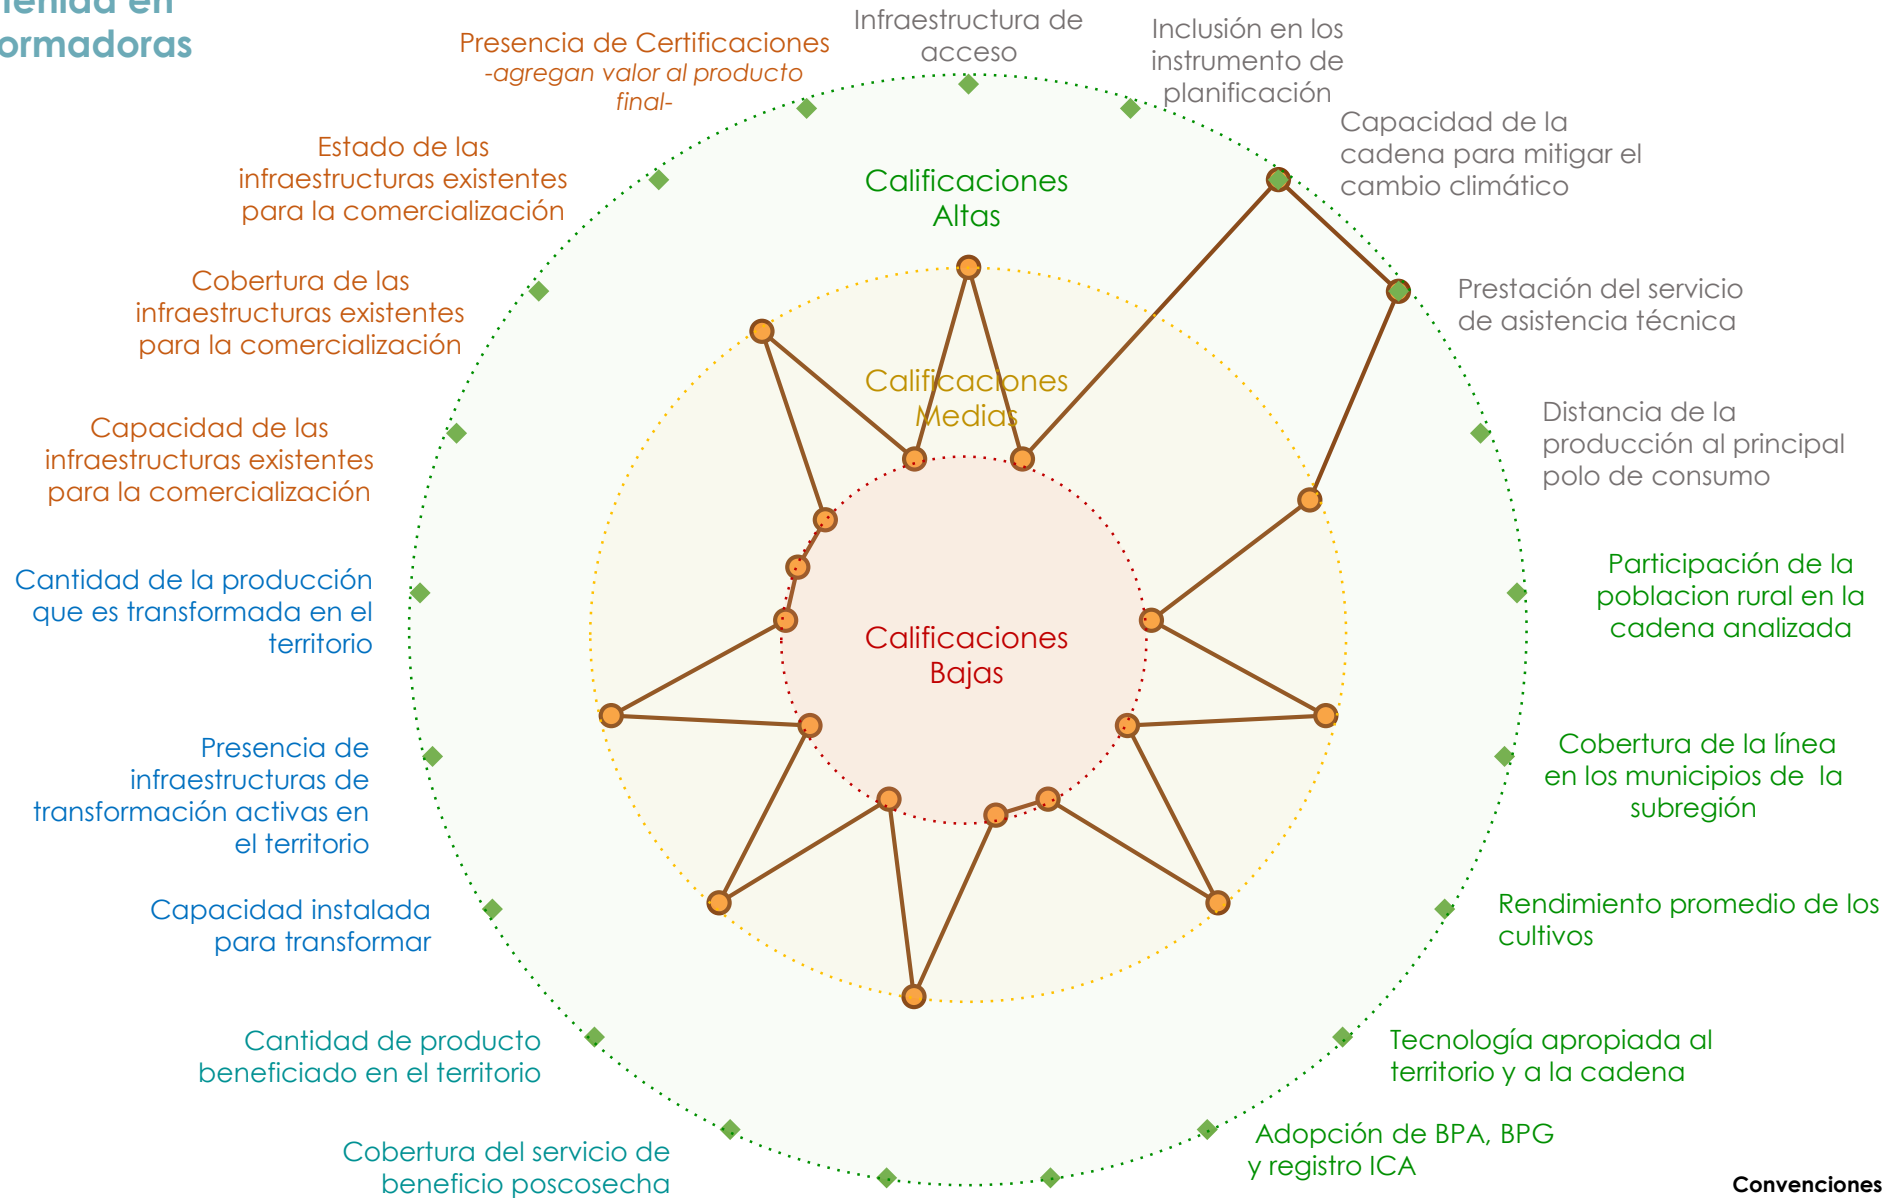 Infraestructura de
acceso
Inclusión en los
instrumento de
planificación
Capacidad de la
cadena para mitigar el
cambio climático
Prestación del servicio
de asistencia técnica
Distancia de la
producción al principal
polo de consumo
Participación de la
poblacion rural en la
cadena analizada
Cobertura de la línea
en los municipios de la
subregión
Rendimiento promedio de los
cultivos
Tecnología apropiada al
territorio y a la cadena
Adopción de BPA, BPG
y registro ICA
Convenciones
Cobertura del servicio de
beneficio poscosecha
Cantidad de producto
beneficiado en el territorio
Capacidad instalada
para transformar
Presencia de
infraestructuras de
transformación activas en
el territorio
Cantidad de la producción
que es transformada en el
territorio
Capacidad de las
infraestructuras existentes
para la comercialización
Cobertura de las
infraestructuras existentes
para la comercialización
Estado de las
infraestructuras existentes
para la comercialización
Presencia de Certificaciones
-agregan valor al producto
final-
Calificaciones
Altas
Calificaciones
Medias
Calificaciones
Bajas
en
ormadoras